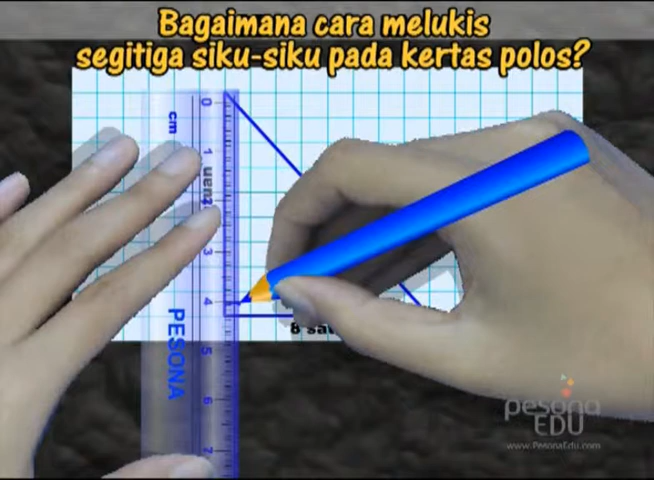 Bagaimana cara melukis
segitiga siku-siku pada kertas polos?
0
cm
1
2
3
4
8
5
PESONA
6
7
pesona
EDU
www.PesonaEdu.com